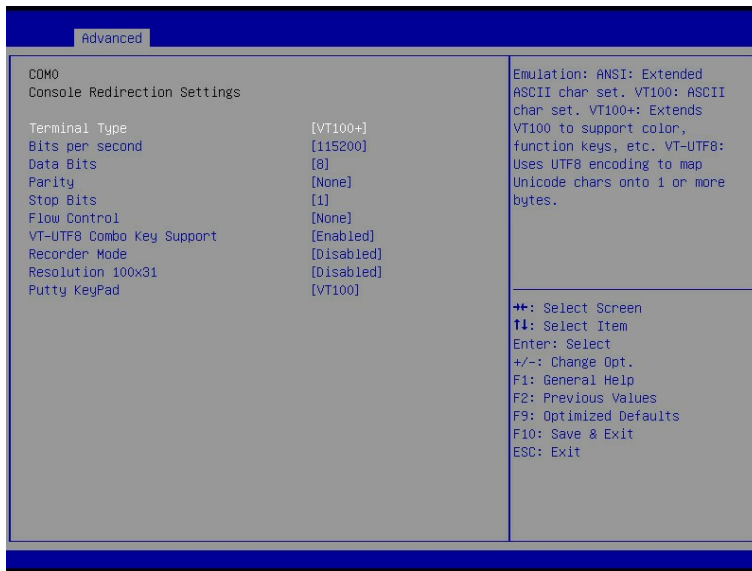 Advanced
COM0
Console Redirection Settings
Terminal Type [VT100+]
Bits per second [115200]
Data Bits [8]
Parity [None]
Stop Bits [1]
Flow Control [None]
VT-UTF8 Combo Key Support [Enabled]
Recorder Mode [Disabled]
Resolution 100x31 [Disabled]
Putty KeyPad [VT100]
Emulation: ANSI: Extended
ASCII char set. VT100: ASCII
char set. VT100+: Extends
VT100 to support color,
function keys, etc. VT-UTF8:
Uses UTF8 encoding to map
Unicode chars onto 1 or more
bytes.
→←: Select Screen
↑↓: Select Item
Enter: Select
+/-: Change Opt.
F1: General Help
F2: Previous Values
F9: Optimized Defaults
F10: Save & Exit
ESC: Exit